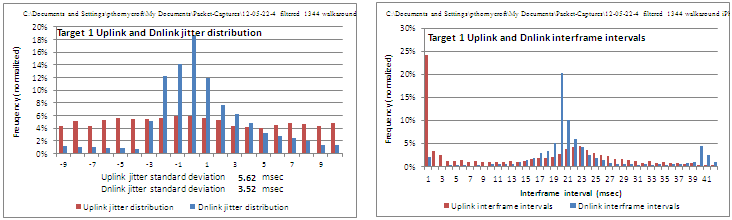 C:\Documents and Settings\pthomycroft\My Documents\Packet-Captures\12-05-22-4 filtered 1344 walkaround
Target 1 Uplink and Dnlink jitter distribution
Freugency (normalized)
20%
18%
16%
14%
12%
10%
8%
6%
4%
2%
0%
-9 -7 -5 -3 -1 1 3 5 7 9
Uplink jitter standard deviation 5.62 msec
Dnlink jitter standard deviation 3.52 msec
Uplink jitter distribution Dnlink jitter distribution
C:\Documents and Settings\pthomycroft\My Documents\Packet-Captures\12-05-22-4 filtered 1344 walkaround
Target 1 Uplink and Dnlink interframe intervals
Frequency (normalized)
30%
25%
20%
15%
10%
5%
0%
1 3 5 7 9 11 13 15 17 19 21 23 25 27 29 31 33 35 37 39 41
Interframe interval (msec)
Uplink interframe intervals Dnlink interframe intervals